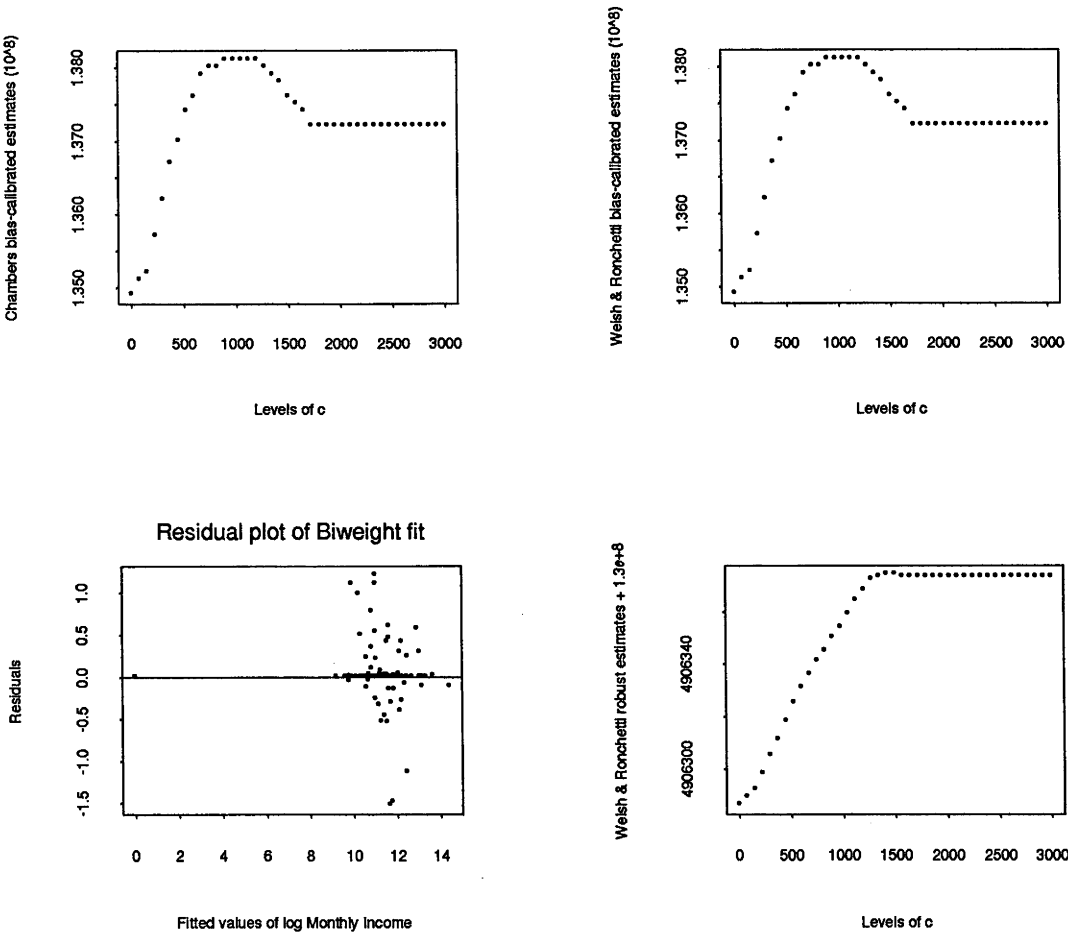 Chambers bias-calibrated estimates (10^8)
1.350 1.360 1.370 1.380
0 500 1000 1500 2000 2500 3000
Levels of c
Welsh & Ronchetti bias-calibrated estimates (10^8)
1.350 1.360 1.370 1.380
0 500 1000 1500 2000 2500 3000
Levels of c
Residual plot of Biweight fit
Residuals
-1.5 -1.0 -0.5 0.0 0.5 1.0
0 2 4 6 8 10 12 14
Fitted values of log Monthly Income
Welsh & Ronchetti robust estimates + 1.3e+8
4906300 4906340
0 500 1000 1500 2000 2500 3000
Levels of c